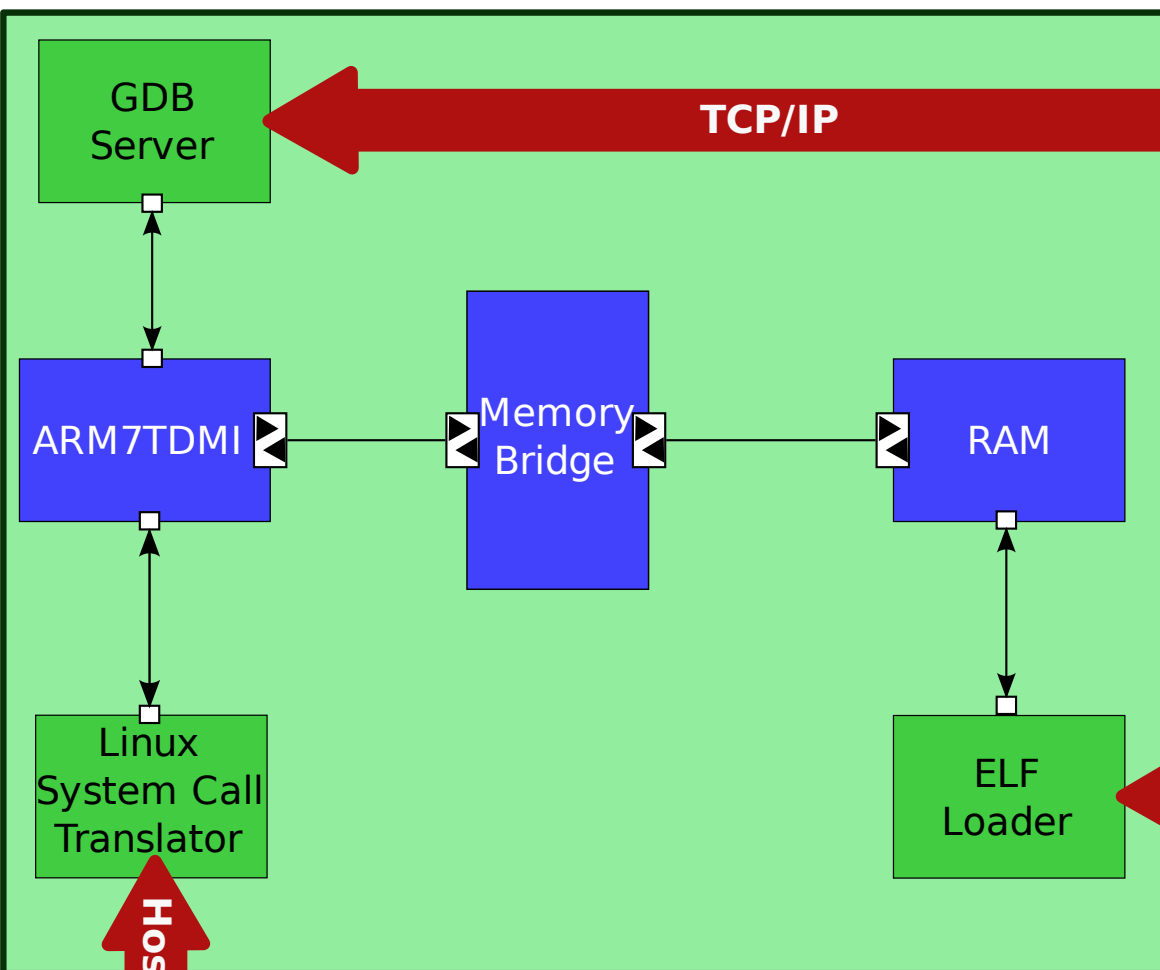 GDB
Server
TCP/IP
ARM7TDMI
Memory
Bridge
RAM
Linux
System Call
Translator
ELF
Loader